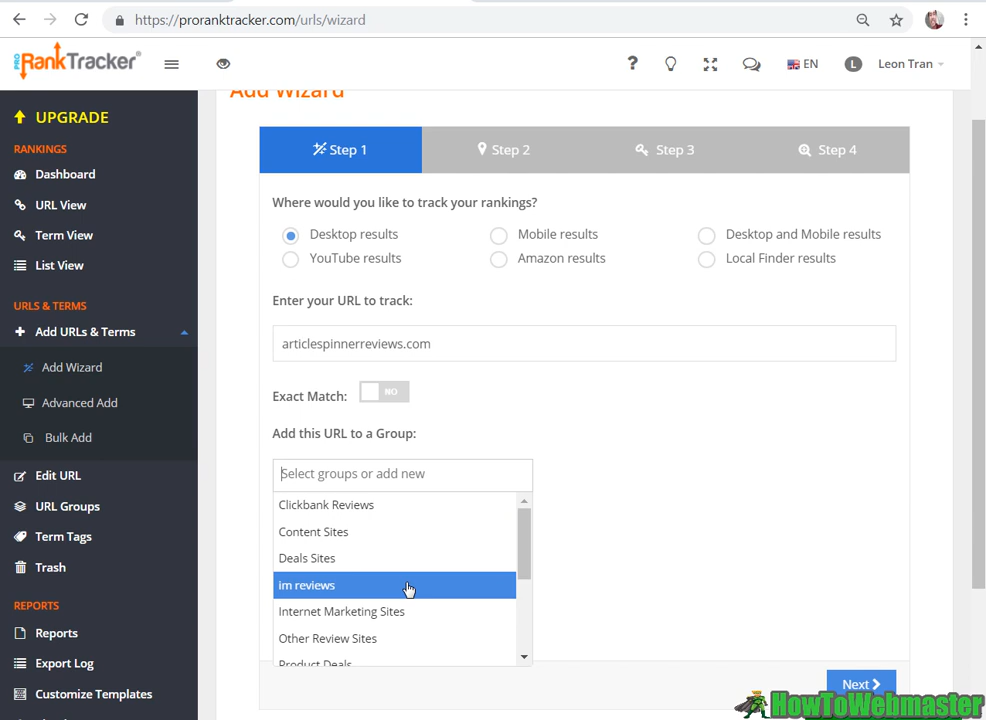 https://proranktracker.com/urls/wizard
PRO RankTracker®
?
EN
L
Leon Tran
Add Wizard
UPGRADE
RANKINGS
Dashboard
URL View
Term View
List View
URLS & TERMS
Add URLs & Terms
Add Wizard
Advanced Add
Bulk Add
Edit URL
URL Groups
Term Tags
Trash
REPORTS
Reports
Export Log
Customize Templates
Step 1
Step 2
Step 3
Step 4
Where would you like to track your rankings?
Desktop results
Mobile results
Desktop and Mobile results
YouTube results
Amazon results
Local Finder results
Enter your URL to track:
articlespinnerreviews.com
Exact Match:
NO
Add this URL to a Group:
Select groups or add new
Clickbank Reviews
Content Sites
Deals Sites
im reviews
Internet Marketing Sites
Other Review Sites
Product Deals
Next
HowToWebmaster